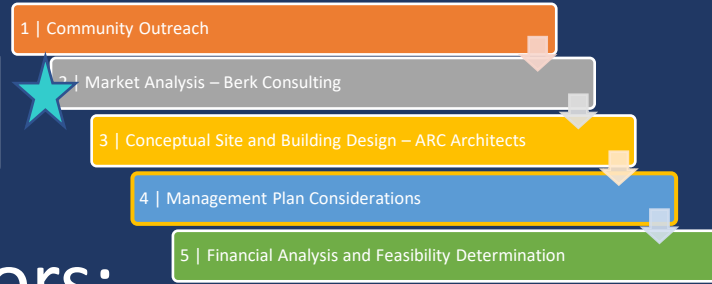 1 | Community Outreach
| Market Analysis – Berk Consulting
3 | Conceptual Site and Building Design – ARC Architects
4 | Management Plan Considerations
5 | Financial Analysis and Feasibility Determination